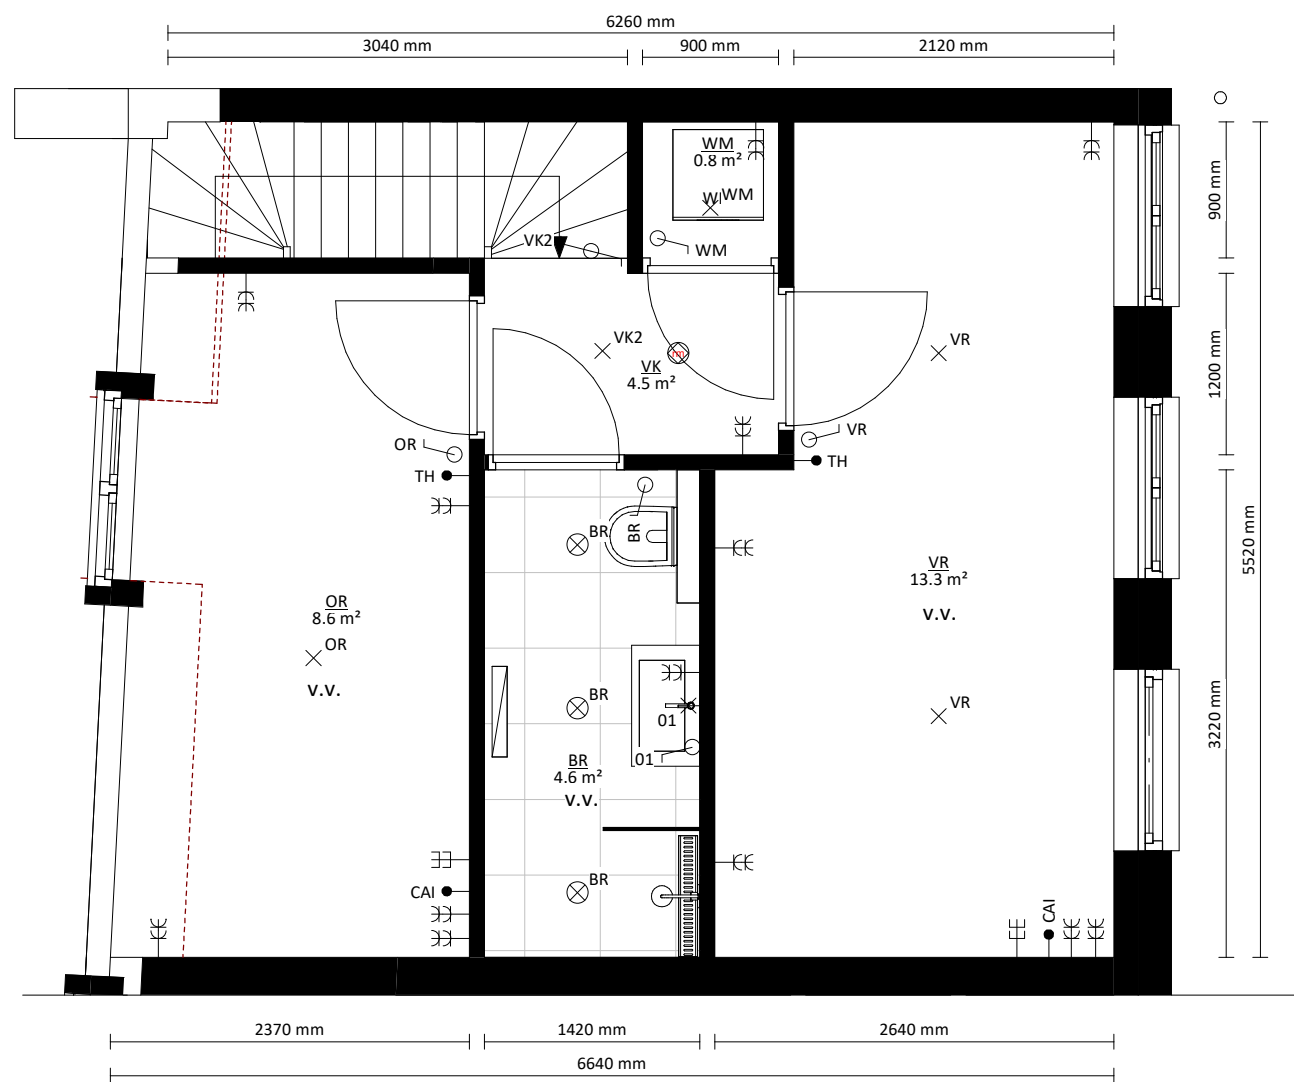 6260 mm
3040 mm
900 mm
2120 mm
WM
0.8 m²
W
WM
WM
VK2
VK2
rm
VK
4.5 m²
VR
VR
TH
OR
TH
BR
BR
OR
8.6 m²
OR
v.v.
VR
13.3 m²
v.v.
BR
01
01
BR
4.6 m²
v.v.
VR
BR
CAI
CAI
900 mm
1200 mm
5520 mm
3220 mm
2370 mm
1420 mm
2640 mm
6640 mm